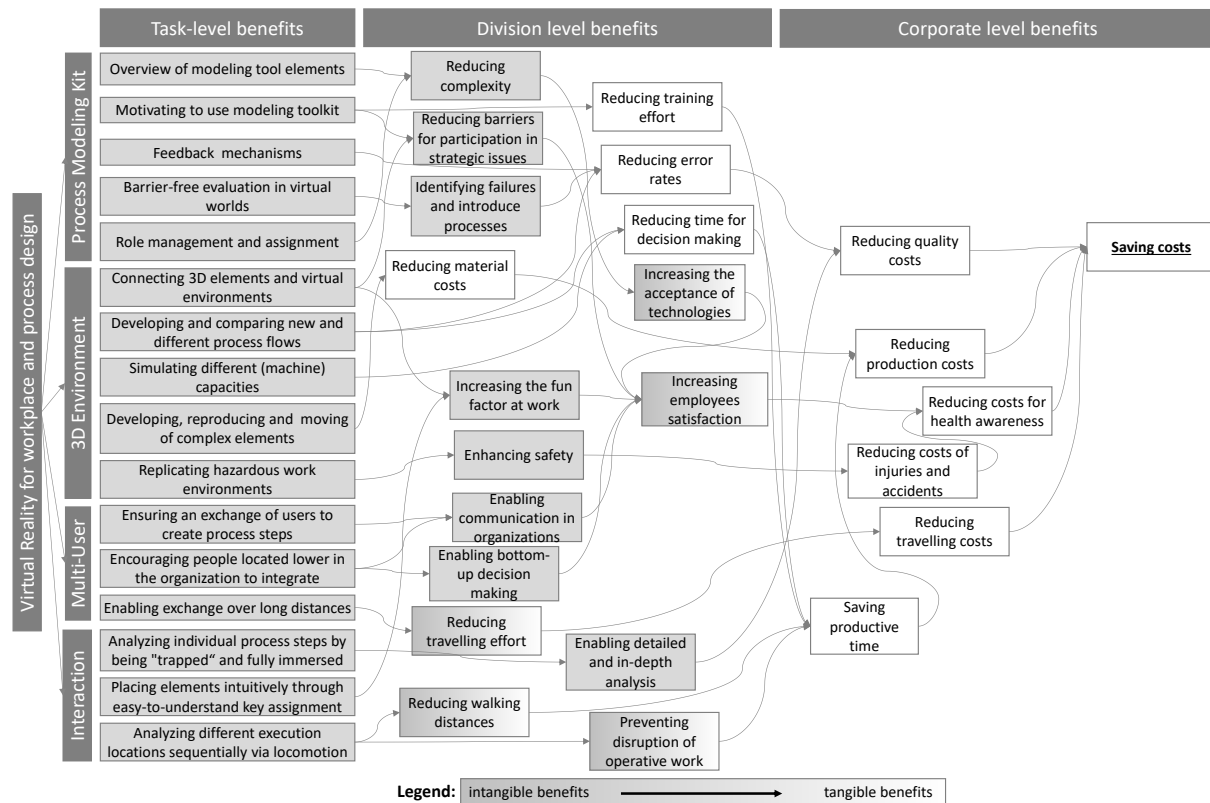 Task-level benefits
Division level benefits
Corporate level benefits
Virtual Reality for workplace and process design
Process Modeling Kit
3D Environment
Multi-User
Interaction
Overview of modeling tool elements
Motivating to use modeling toolkit
Feedback mechanisms
Barrier-free evaluation in virtual
worlds
Role management and assignment
Connecting 3D elements and virtual
environments
Developing and comparing new and
different process flows
Simulating different (machine)
capacities
Developing, reproducing and moving
of complex elements
Replicating hazardous work
environments
Ensuring an exchange of users to
create process steps
Encouraging people located lower in
the organization to integrate
Enabling exchange over long distances
Analyzing individual process steps by
being "trapped“ and fully immersed
Placing elements intuitively through
easy-to-understand key assignment
Analyzing different execution
locations sequentially via locomotion
Reducing
complexity
Reducing barriers
for participation in
strategic issues
Identifying failures
and introduce
processes
Reducing material
costs
Increasing the fun
factor at work
Enhancing safety
Enabling
communication in
organizations
Enabling bottom-
up decision
making
Reducing
travelling effort
Reducing walking
distances
Reducing training
effort
Reducing error
rates
Reducing time for
decision making
Increasing the
acceptance of
technologies
Increasing
employees
satisfaction
Enabling detailed
and in-depth
analysis
Preventing
disruption of
operative work
Reducing quality
costs
Reducing
production costs
Reducing costs for
health awareness
Reducing costs of
injuries and
accidents
Reducing
travelling costs
Saving
productive
time
Saving costs
Legend:
intangible benefits
tangible benefits